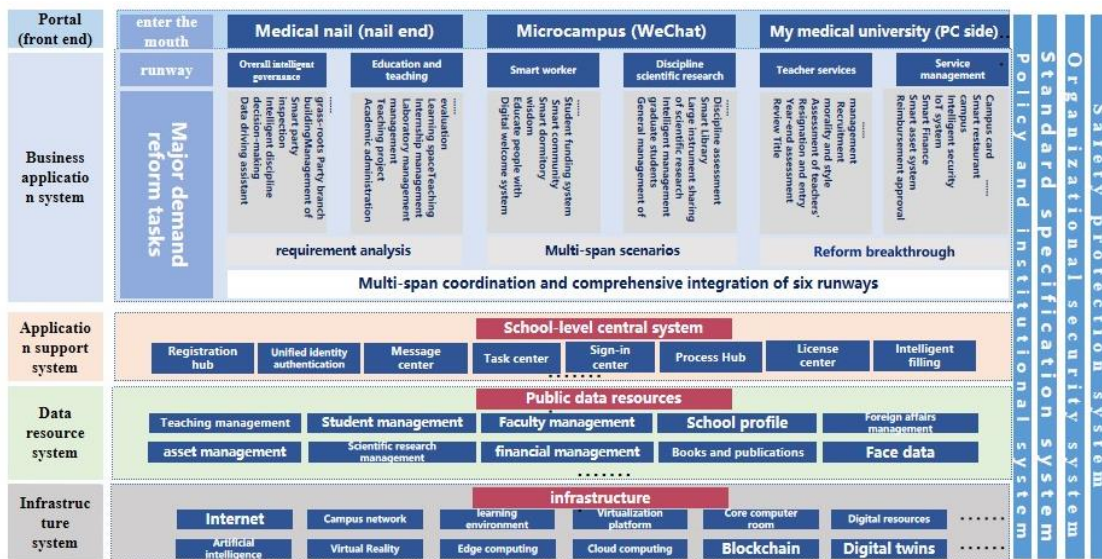 Portal
(front end)
enter the
mouth
Medical nail (nail end)
Microcampus (WeChat)
My medical university (PC side)
......
runway
Overall intelligent
governance
Education and
teaching
Smart worker
Discipline
scientific research
Teacher services
Service
management
Business
applicatio
n system
Major demand
reform tasks
......
grass-roots Party branch
buildingManagement of
Smart party
inspection
Intelligent discipline
decision-making
Data driving assistant
......
evaluation
Learning spaceTeaching
Internship management
Laboratory management
management
Teaching project
Academic administration
......
Student funding system
Smart community
Smart dormitory
wisdom
Educate people with
Digital welcome system
......
Discipline assessment
Smart Library
Large instrument sharing
of scientific research
Intelligent management
graduate students
General management of
......
management
Recruitment
morality and style
Assessment of teachers'
Resignation and entry
Year-end assessment
Review Title
......
Campus card
Smart restaurant
campus
Intelligent security
IoT system
Smart Finance
Smart asset system
Reimbursement approval
requirement analysis
Multi-span scenarios
Reform breakthrough
Multi-span coordination and comprehensive integration of six runways
Applicatio
n support
system
School-level central system
Registration
hub
Unified identity
authentication
Message
center
Task center
Sign-in
center
Process Hub
License
center
Intelligent
filling
.......
Data
resource
system
Public data resources
Teaching management
Student management
Faculty management
School profile
Foreign affairs
management
asset management
Scientific research
management
financial management
Books and publications
Face data
.......
Infrastruc
ture
system
infrastructure
Internet
Campus network
learning
environment
Virtualization
platform
Core computer
room
Digital resources
......
Artificial
intelligence
Virtual Reality
Edge computing
Cloud computing
Blockchain
Digital twins
......
Policy and institutional system
Standard specification system
Organizational security system
Safety protection system